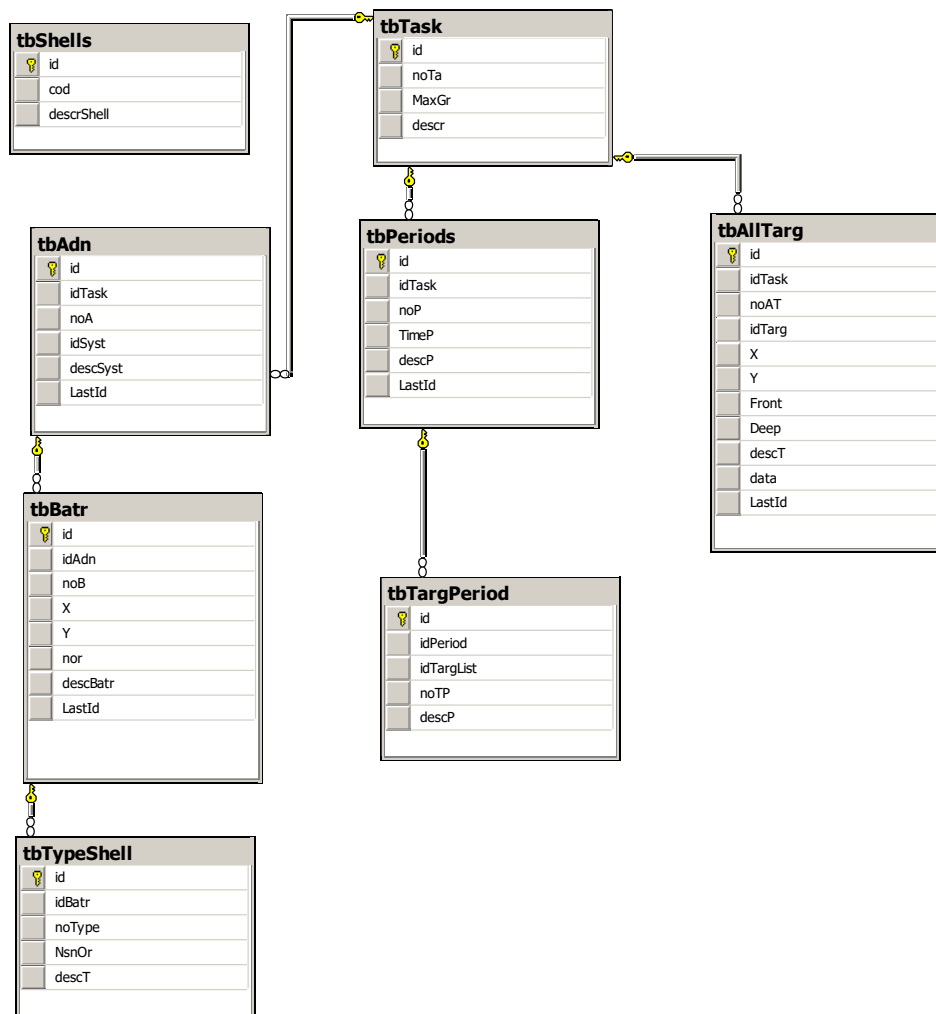 tbShells
id
cod
descrShell
tbTask
id
noTa
MaxGr
descr
tbAdn
id
idTask
noA
idSyst
descSyst
LastId
tbPeriods
id
idTask
noP
TimeP
descP
LastId
tbAllTarg
id
idTask
noAT
idTarg
X
Y
Front
Deep
descT
data
LastId
tbBatr
id
idAdn
noB
X
Y
nor
descBatr
LastId
tbTargPeriod
id
idPeriod
idTargList
noTP
descP
tbTypeShell
id
idBatr
noType
NsnOr
descT